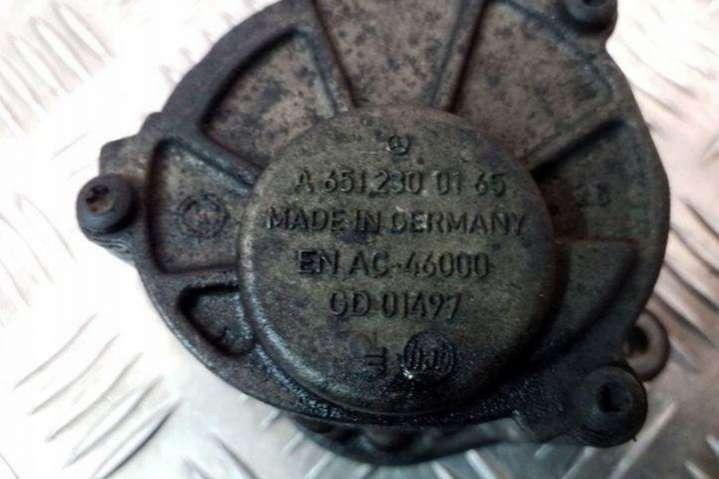 A 651 230 01 65
MADE IN GERMANY
EN AC-46000
GD 01497